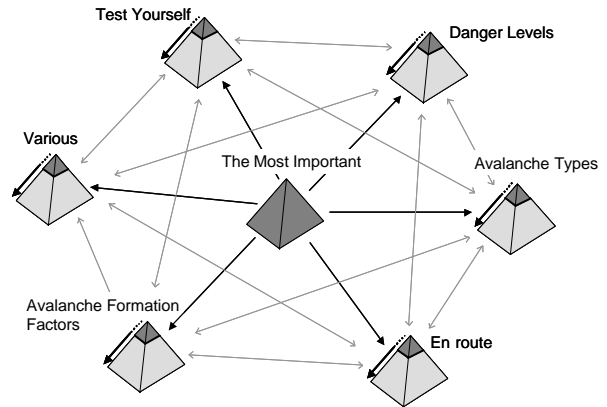 Test Yourself
Danger Levels
Various
The Most Important
Avalanche Types
Avalanche Formation
Factors
En route